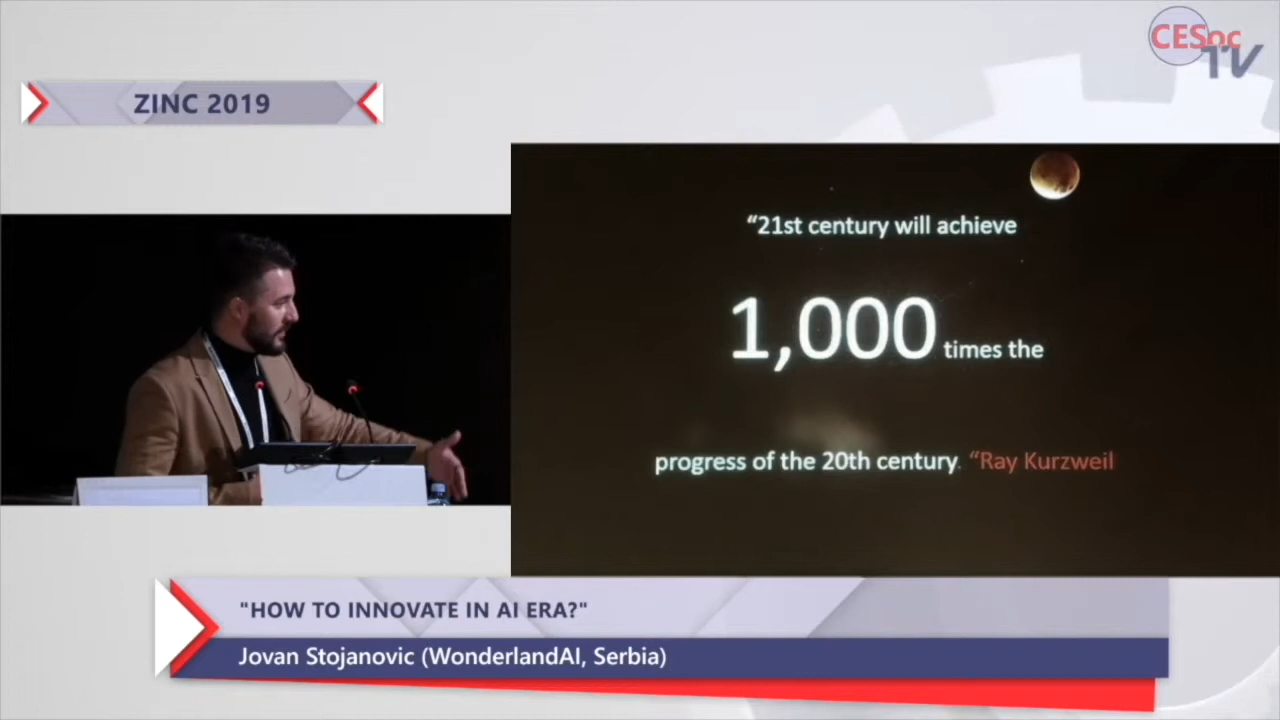 CESoc
TV
ZINC 2019
“21st century will achieve
1,000 times the
progress of the 20th century. “Ray Kurzweil
"HOW TO INNOVATE IN AI ERA?"
Jovan Stojanovic (WonderlandAI, Serbia)